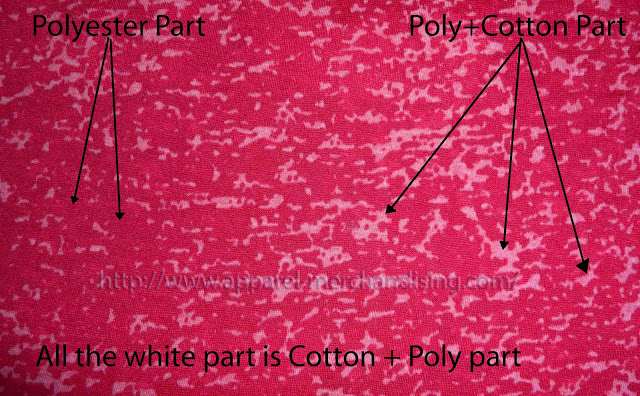 Polyester Part
Poly+Cotton Part
http://www.apparel-merchandising.com/
All the white part is Cotton + Poly part